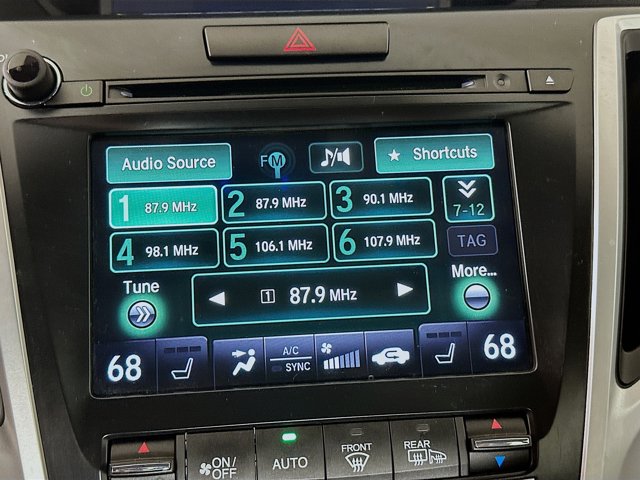 Audio Source
FM
Shortcuts
1 87.9 MHz
2 87.9 MHz
3 90.1 MHz
7-12
4 98.1 MHz
5 106.1 MHz
6 107.9 MHz
TAG
Tune
1 87.9 MHz
More...
68
A/C
SYNC
68
ON/
OFF
AUTO
FRONT
REAR